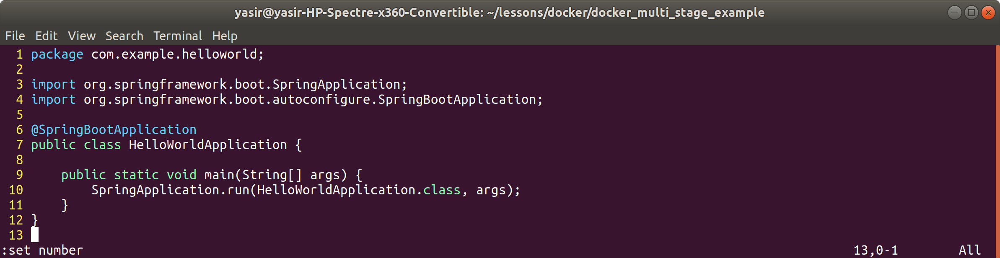 yasir@yasir-HP-Spectre-x360-Convertible: ~/lessons/docker/docker_multi_stage_example
File Edit View Search Terminal Help
1 package com.example.helloworld;
2
3 import org.springframework.boot.SpringApplication;
4 import org.springframework.boot.autoconfigure.SpringBootApplication;
5
6 @SpringBootApplication
7 public class HelloWorldApplication {
8
9     public static void main(String[] args) {
10         SpringApplication.run(HelloWorldApplication.class, args);
11     }
12 }
13
:set number 13,0-1 All